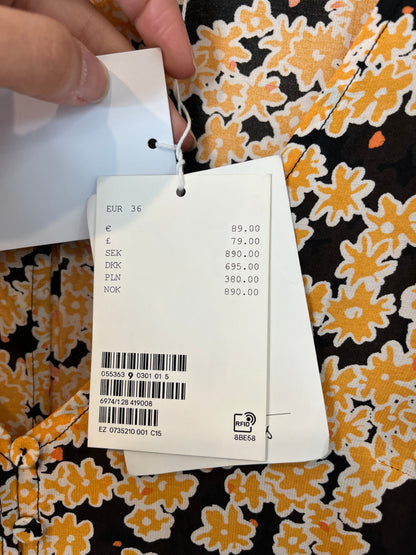 EUR 36
€ 89.00
£ 79.00
SEK 890.00
DKK 695.00
PLN 380.00
NOK 890.00
055363 9 0301 01 5
6974/1 28 419008
EZ 0735210 001 C15
RFID
8BE58